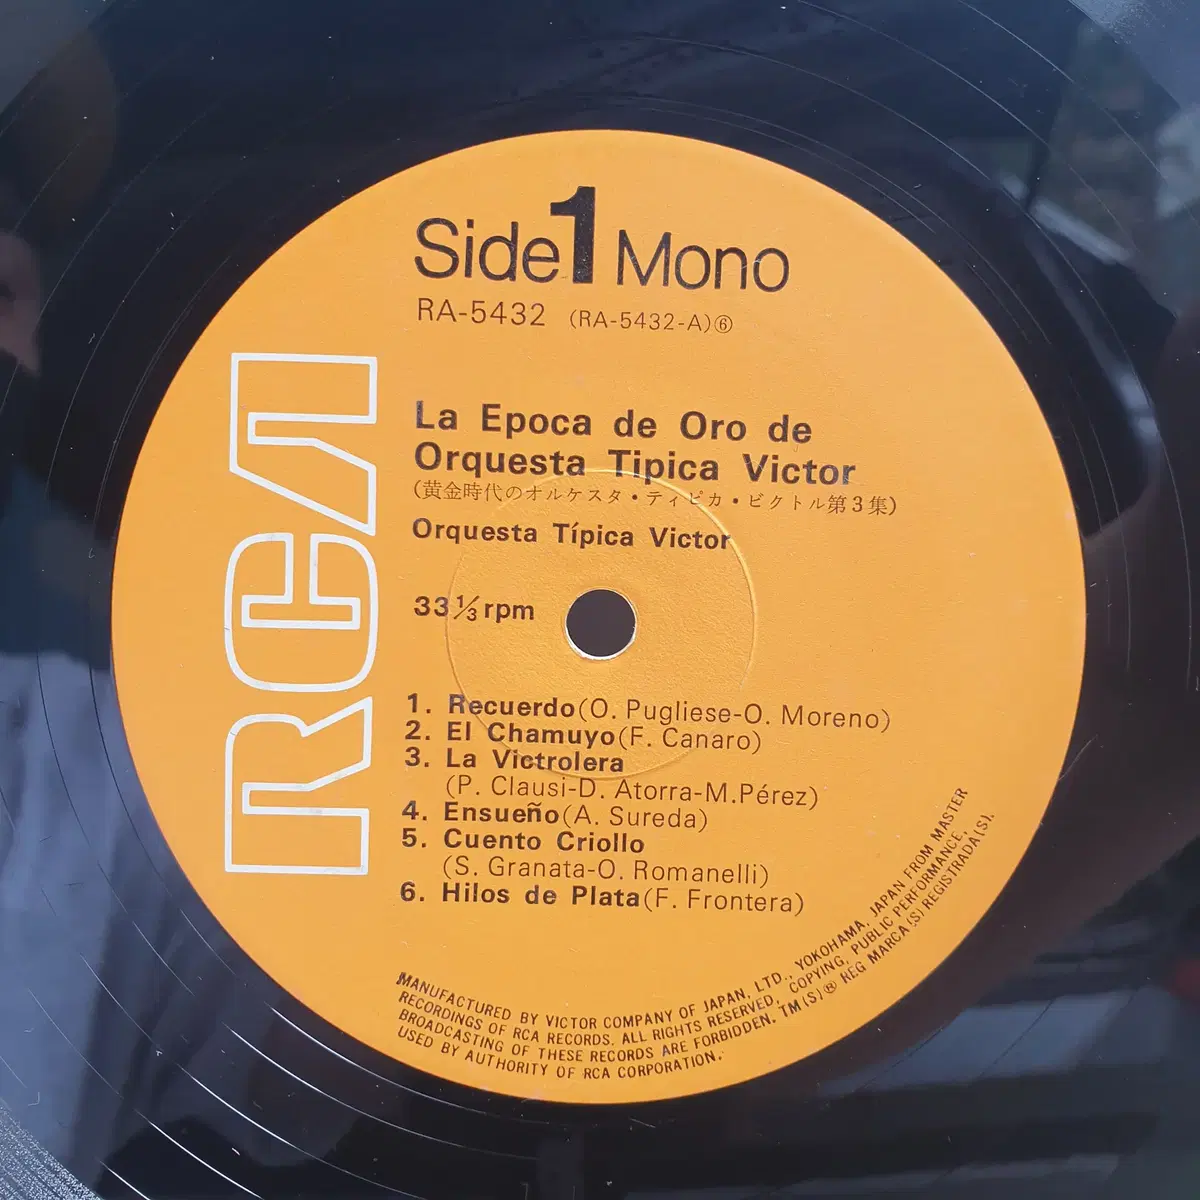 Side 1 Mono
RA-5432 (RA-5432-A)⑥
La Epoca de Oro de
Orquesta Tipica Victor
(黄金時代のオルケスタ・ティピカ・ビクトル第3集)
Orquesta Típica Victor
33⅓rpm
RCA
1. Recuerdo(O. Pugliese-O. Moreno)
2. El Chamuyo(F. Canaro)
3. La Victrolera
(P. Clausi-D. Atorra-M.Pérez)
4. Ensueño(A. Sureda)
5. Cuento Criollo
(S. Granata-O. Romanelli)
6. Hilos de Plata(F. Frontera)
MANUFACTURED BY VICTOR COMPANY OF JAPAN, LTD., YOKOHAMA, JAPAN FROM MASTER
RECORDINGS OF RCA RECORDS. ALL RIGHTS RESERVED, COPYING, PUBLIC PERFORMANCE,
BROADCASTING OF THESE RECORDS ARE FORBIDDEN. TM(S)® REG MARCA(S) REGISTRADA(S).
USED BY AUTHORITY OF RCA CORPORATION.